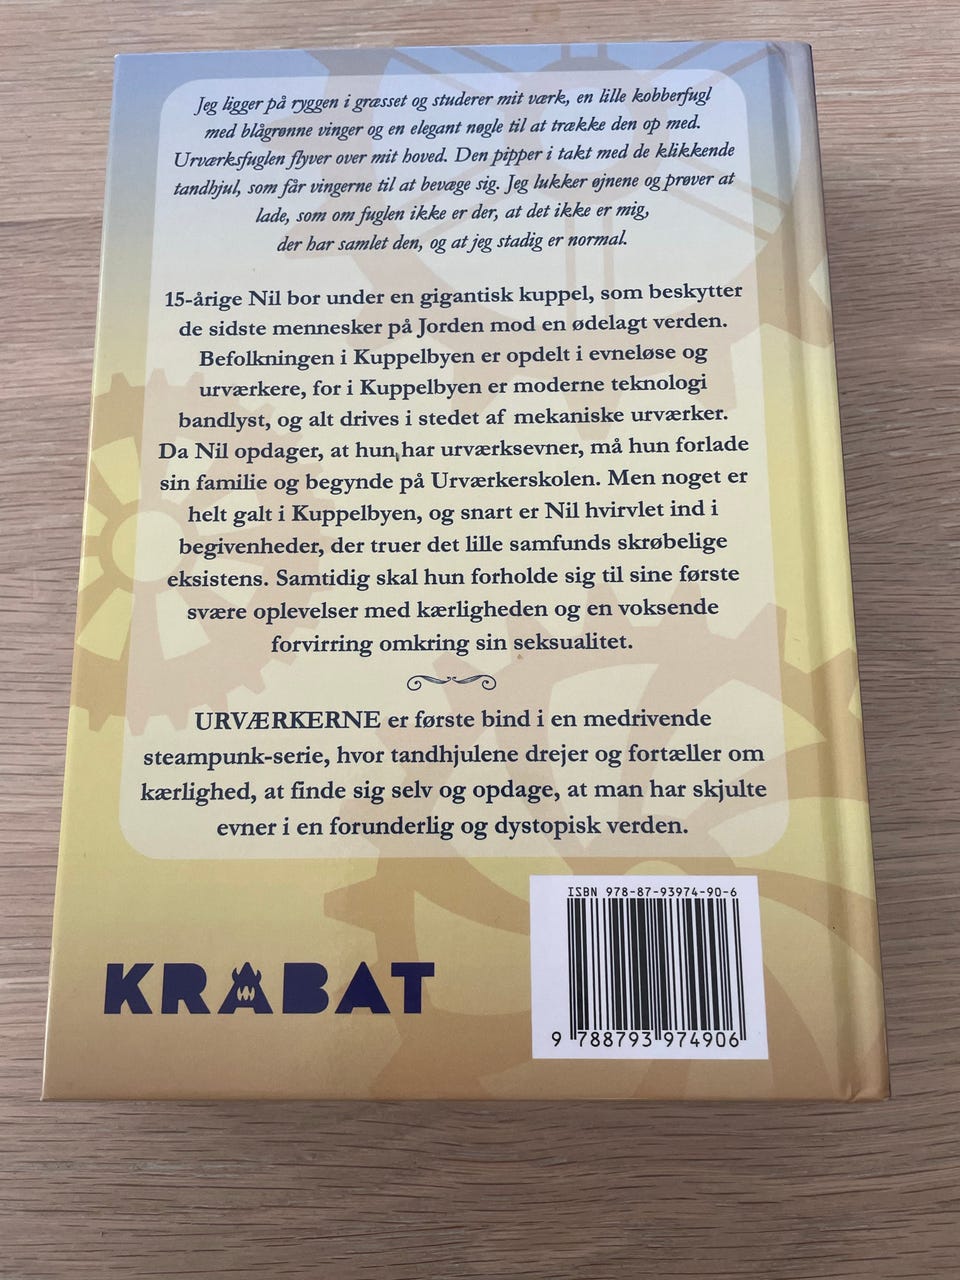 Jeg ligger på ryggen i græsset og studerer mit værk, en lille kobberfugl
med blågrønne vinger og en elegant nøgle til at trække den op med.
Urværksfuglen flyver over mit hoved. Den pipper i takt med de klikkende
tandhjul, som får vingerne til at bevæge sig. Jeg lukker øjnene og prøver at
lade, som om fuglen ikke er der, at det ikke er mig,
der har samlet den, og at jeg stadig er normal.
15-årige Nil bor under en gigantisk kuppel, som beskytter
de sidste mennesker på Jorden mod en ødelagt verden.
Befolkningen i Kuppelbyen er opdelt i evneløse og
urværkere, for i Kuppelbyen er moderne teknologi
bandlyst, og alt drives i stedet af mekaniske urværker.
Da Nil opdager, at hun har urværksevner, må hun forlade
sin familie og begynde på Urværkerskolen. Men noget er
helt galt i Kuppelbyen, og snart er Nil hvirvlet ind i
begivenheder, der truer det lille samfunds skrøbelige
eksistens. Samtidig skal hun forholde sig til sine første
svære oplevelser med kærligheden og en voksende
forvirring omkring sin seksualitet.
URVÆRKERNE er første bind i en medrivende
steampunk-serie, hvor tandhjulene drejer og fortæller om
kærlighed, at finde sig selv og opdage, at man har skjulte
evner i en forunderlig og dystopisk verden.
ISBN 978-87-93974-90-6
KRABAT
9 788793 974906